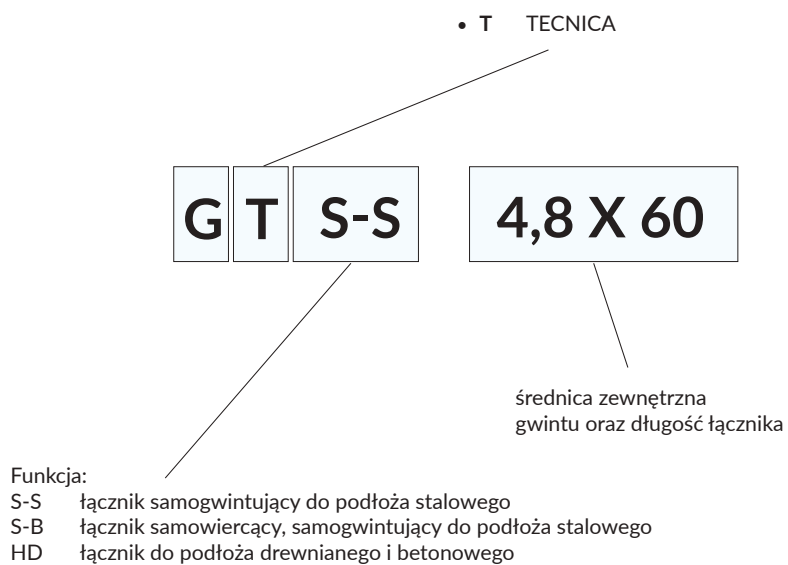 • T TECNICA
G T S-S 4,8 X 60
średnica zewnętrzna
gwintu oraz długość łącznika
Funkcja:
S-S łącznik samogwintujący do podłoża stalowego
S-B łącznik samowiercący, samogwintujący do podłoża stalowego
HD łącznik do podłoża drewnianego i betonowego